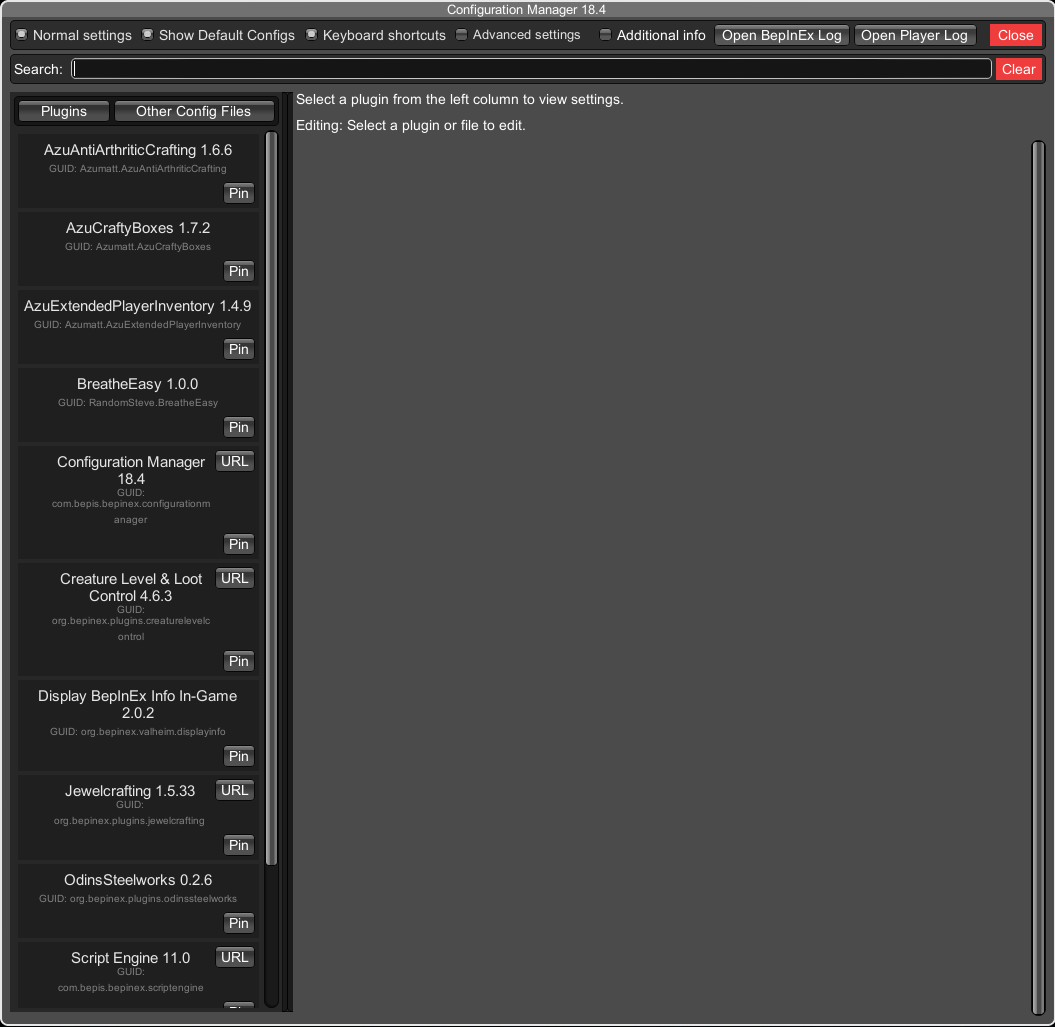 Configuration Manager 18.4
Normal settings Show Default Configs Keyboard shortcuts Advanced settings Additional info Open BepInEx Log Open Player Log Close
Search: Clear
Plugins Other Config Files
Select a plugin from the left column to view settings.
Editing: Select a plugin or file to edit.
AzuAntiArthriticCrafting 1.6.6
GUID: Azumatt.AzuAntiArthriticCrafting
Pin
AzuCraftyBoxes 1.7.2
GUID: Azumatt.AzuCraftyBoxes
Pin
AzuExtendedPlayerInventory 1.4.9
GUID: Azumatt.AzuExtendedPlayerInventory
Pin
BreatheEasy 1.0.0
GUID: RandomSteve.BreatheEasy
Pin
Configuration Manager URL
18.4
GUID:
com.bepis.bepinex.configurationm
anager
Pin
Creature Level & Loot URL
Control 4.6.3
GUID:
org.bepinex.plugins.creaturelevelc
ontrol
Pin
Display BepInEx Info In-Game
2.0.2
GUID: org.bepinex.valheim.displayinfo
Pin
Jewelcrafting 1.5.33 URL
GUID:
org.bepinex.plugins.jewelcrafting
Pin
OdinsSteelworks 0.2.6
GUID: org.bepinex.plugins.odinssteelworks
Pin
Script Engine 11.0 URL
GUID:
com.bepis.bepinex.scriptengine